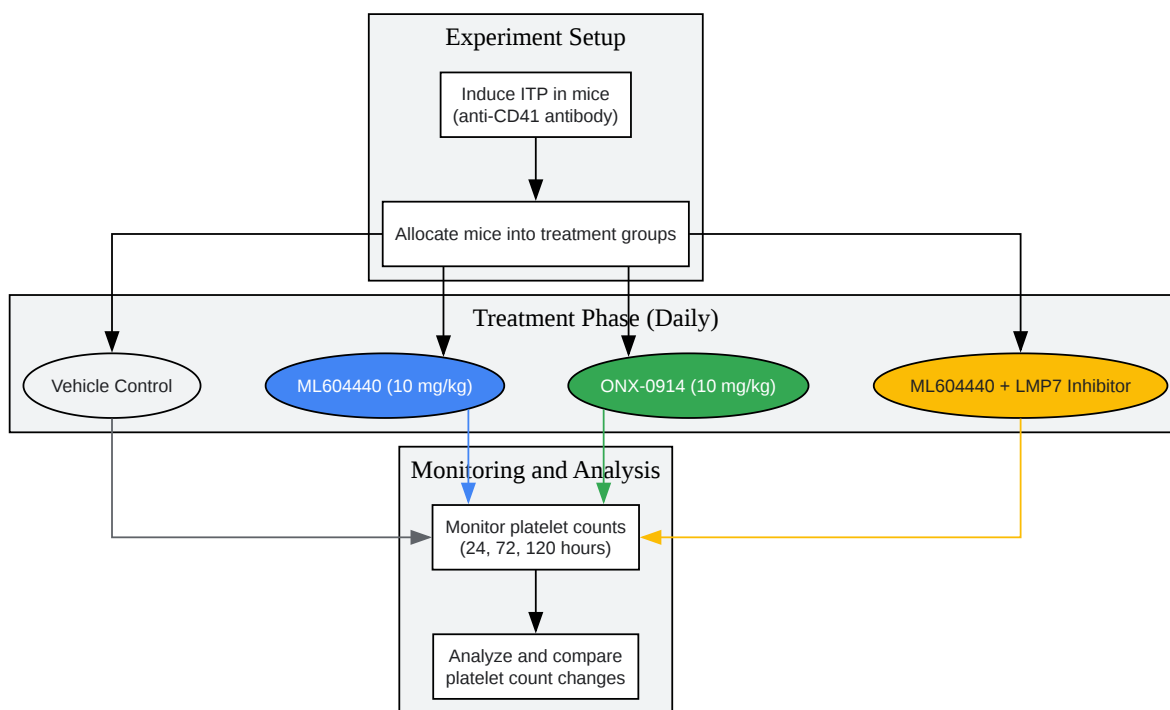 Experiment Setup
Induce ITP in mice
(anti-CD41 antibody)
Allocate mice into treatment groups
Treatment Phase (Daily)
Vehicle Control
ML604440 (10 mg/kg)
ONX-0914 (10 mg/kg)
ML604440 + LMP7 Inhibitor
Monitoring and Analysis
Monitor platelet counts
(24, 72, 120 hours)
Analyze and compare
platelet count changes